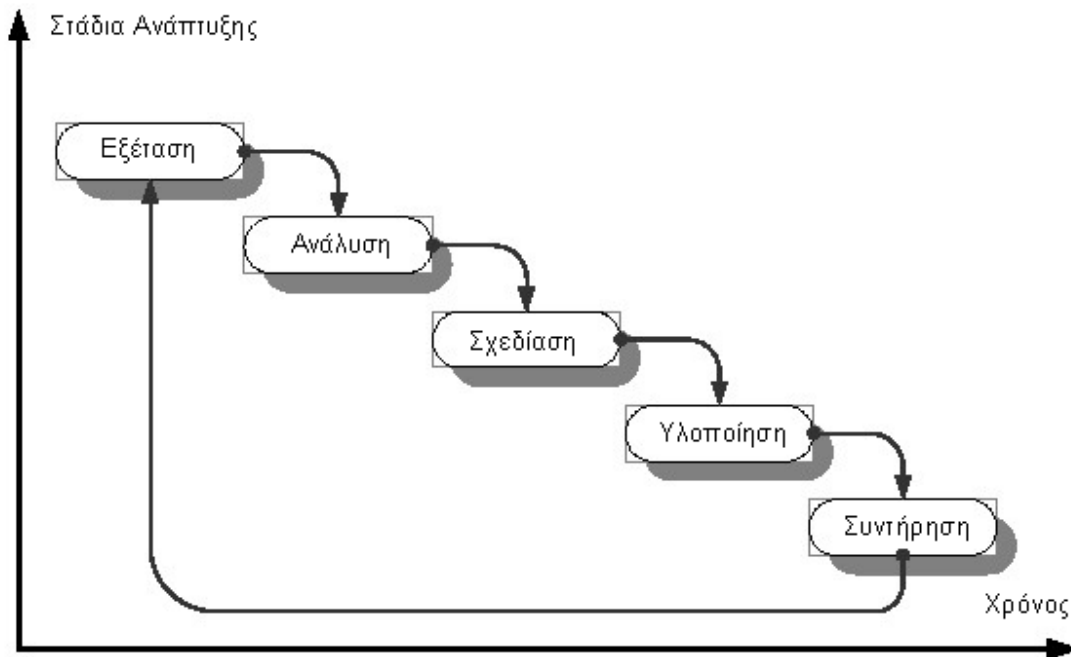 Στάδια Ανάπτυξης
Εξέταση
Ανάλυση
Σχεδίαση
Υλοποίηση
Συντήρηση
Χρόνος